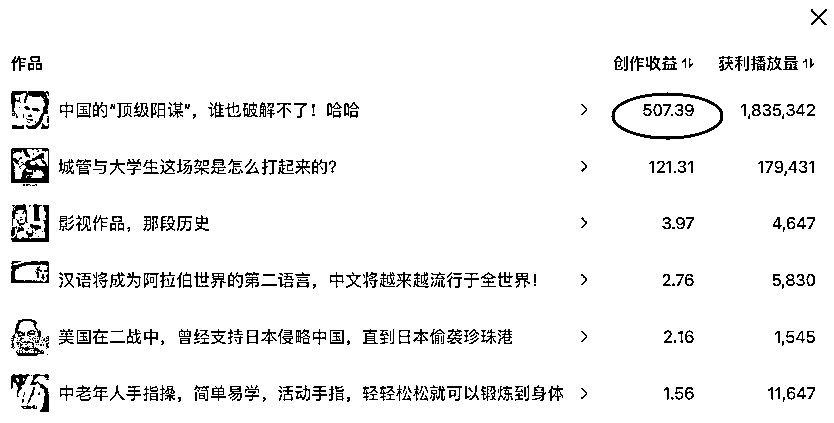 作品 创作收益 获利播放量
中国的“顶级阳谋”，谁也破解不了！哈哈 507.39 1,835,342
城管与大学生这场架是怎么打起来的？ 121.31 179,431
影视作品，那段历史 3.97 4,647
汉语将成为阿拉伯世界的第二语言，中文将越来越流行于全世界！ 2.76 5,830
美国在二战中，曾经支持日本侵略中国，直到日本偷袭珍珠港 2.16 1,545
中老年人手指操，简单易学，活动手指，轻轻松松就可以锻炼到身体 1.56 11,647